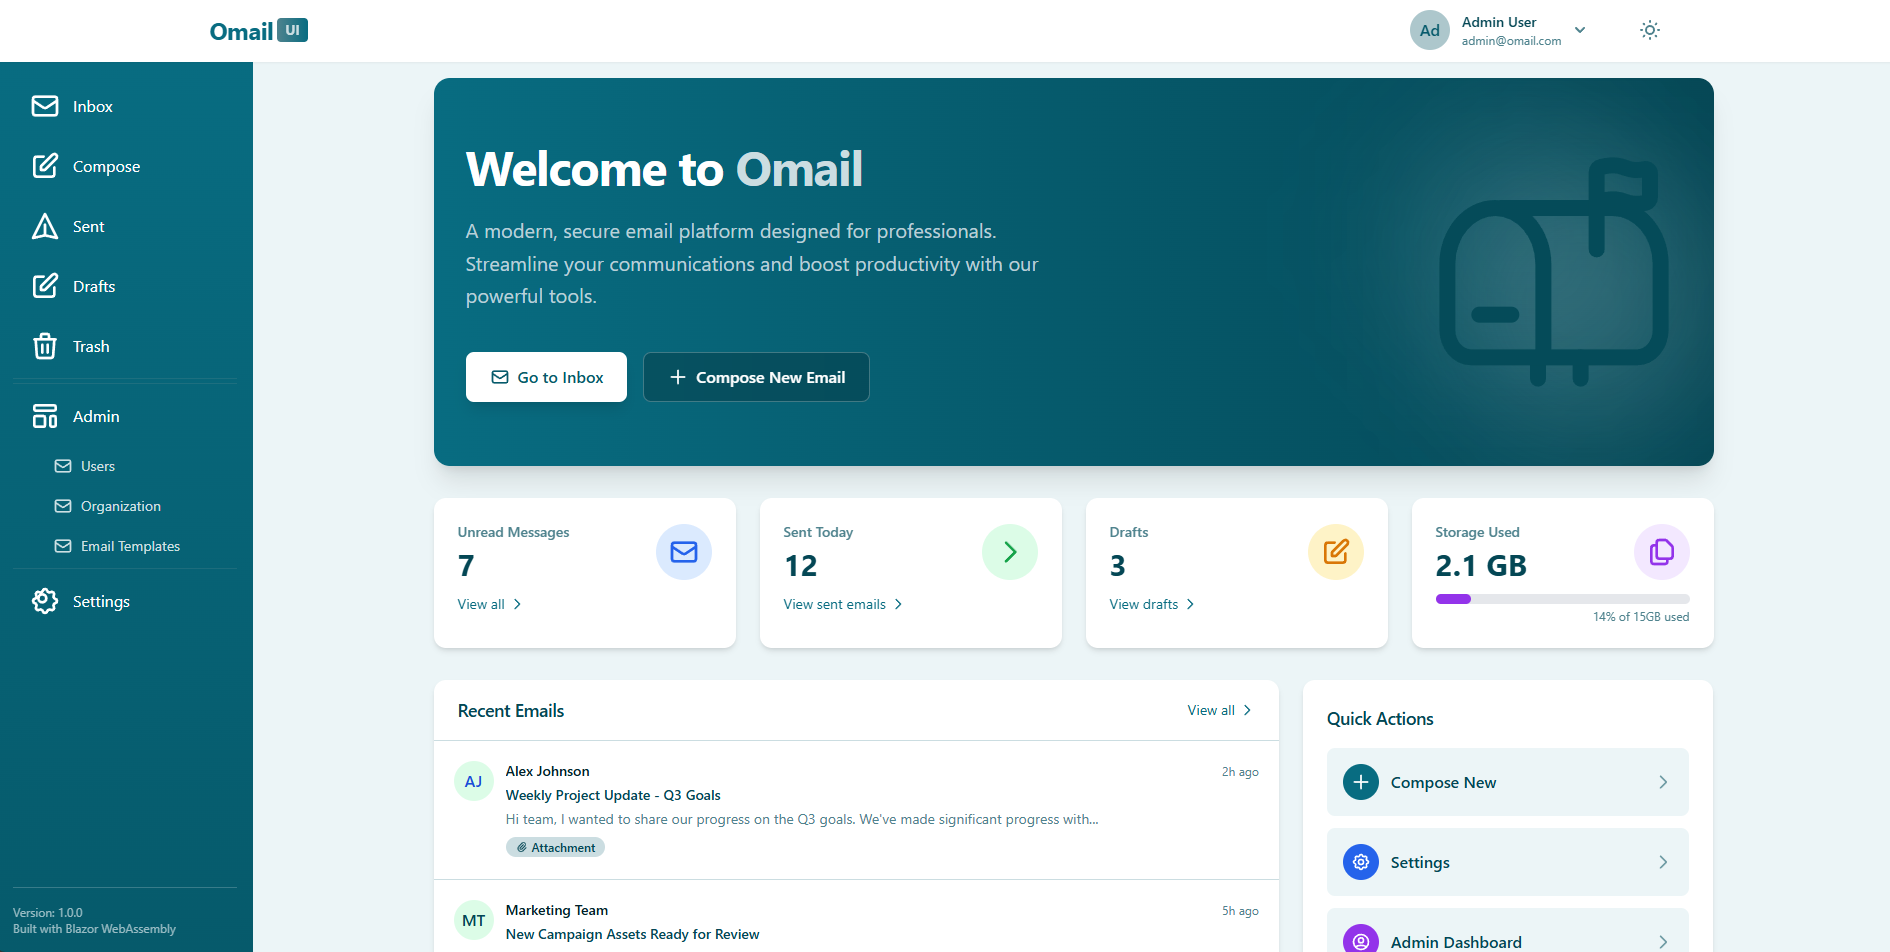 Omail UI
Ad
Admin User
admin@omail.com
Inbox
Compose
Sent
Drafts
Trash
Admin
Users
Organization
Email Templates
Settings
Version: 1.0.0
Built with Blazor WebAssembly
Welcome to Omail
A modern, secure email platform designed for professionals.
Streamline your communications and boost productivity with our
powerful tools.
Go to Inbox
Compose New Email
Unread Messages
7
View all
Sent Today
12
View sent emails
Drafts
3
View drafts
Storage Used
2.1 GB
14% of 15GB used
Recent Emails
View all
AJ
Alex Johnson
2h ago
Weekly Project Update - Q3 Goals
Hi team, I wanted to share our progress on the Q3 goals. We've made significant progress with...
Attachment
MT
Marketing Team
5h ago
New Campaign Assets Ready for Review
Quick Actions
Compose New
Settings
Admin Dashboard